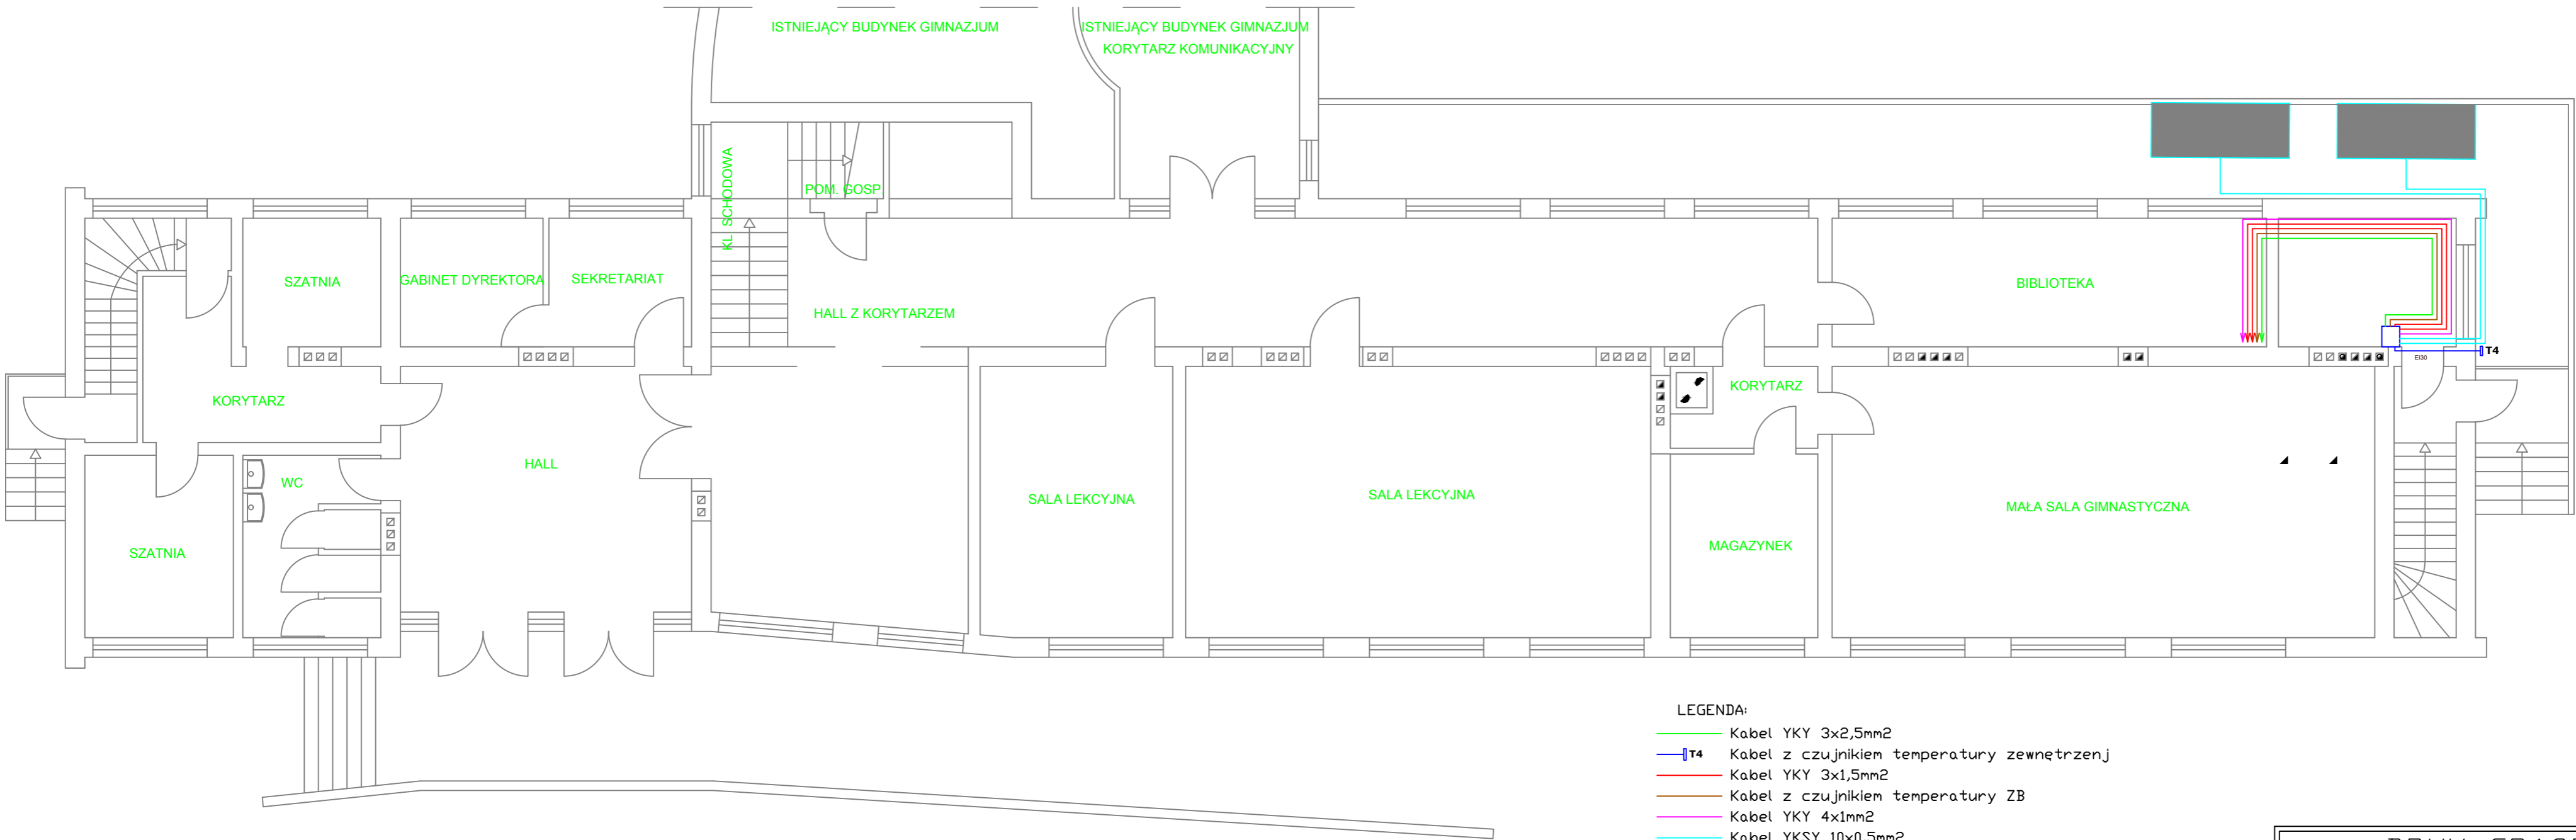 ISTNIEJĄCY BUDYNEK GIMNAZJUM
ISTNIEJĄCY BUDYNEK GIMNAZJUM
KORYTARZ KOMUNIKACYJNY
KL. SCHODOWA
POM. GOSP.
SZATNIA
GABINET DYREKTORA
SEKRETARIAT
HALL Z KORYTARZEM
BIBLIOTEKA
T4
EI30
KORYTARZ
KORYTARZ
HALL
WC
SALA LEKCYJNA
SALA LEKCYJNA
MAŁA SALA GIMNASTYCZNA
SZATNIA
MAGAZYNEK
LEGENDA:
Kabel YKY 3x2,5mm2
T4 Kabel z czujnikiem temperatury zewnętrzenj
Kabel YKY 3x1,5mm2
Kabel z czujnikiem temperatury ZB
Kabel YKY 4x1mm2
Kabel YKSY 10x0,5mm2